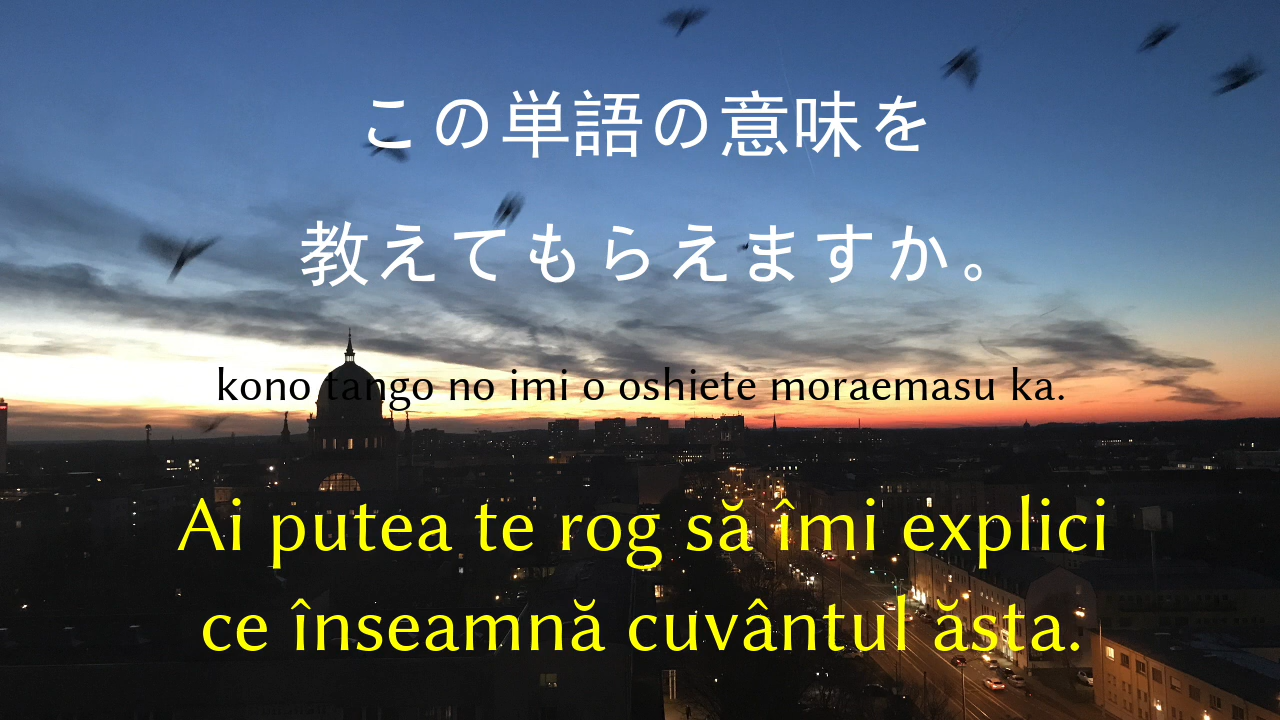 この単語の意味を
教えてもらえますか。
kono tango no imi o oshiete moraemasu ka.
Ai putea te rog să îmi explici
ce înseamnă cuvântul ăsta.